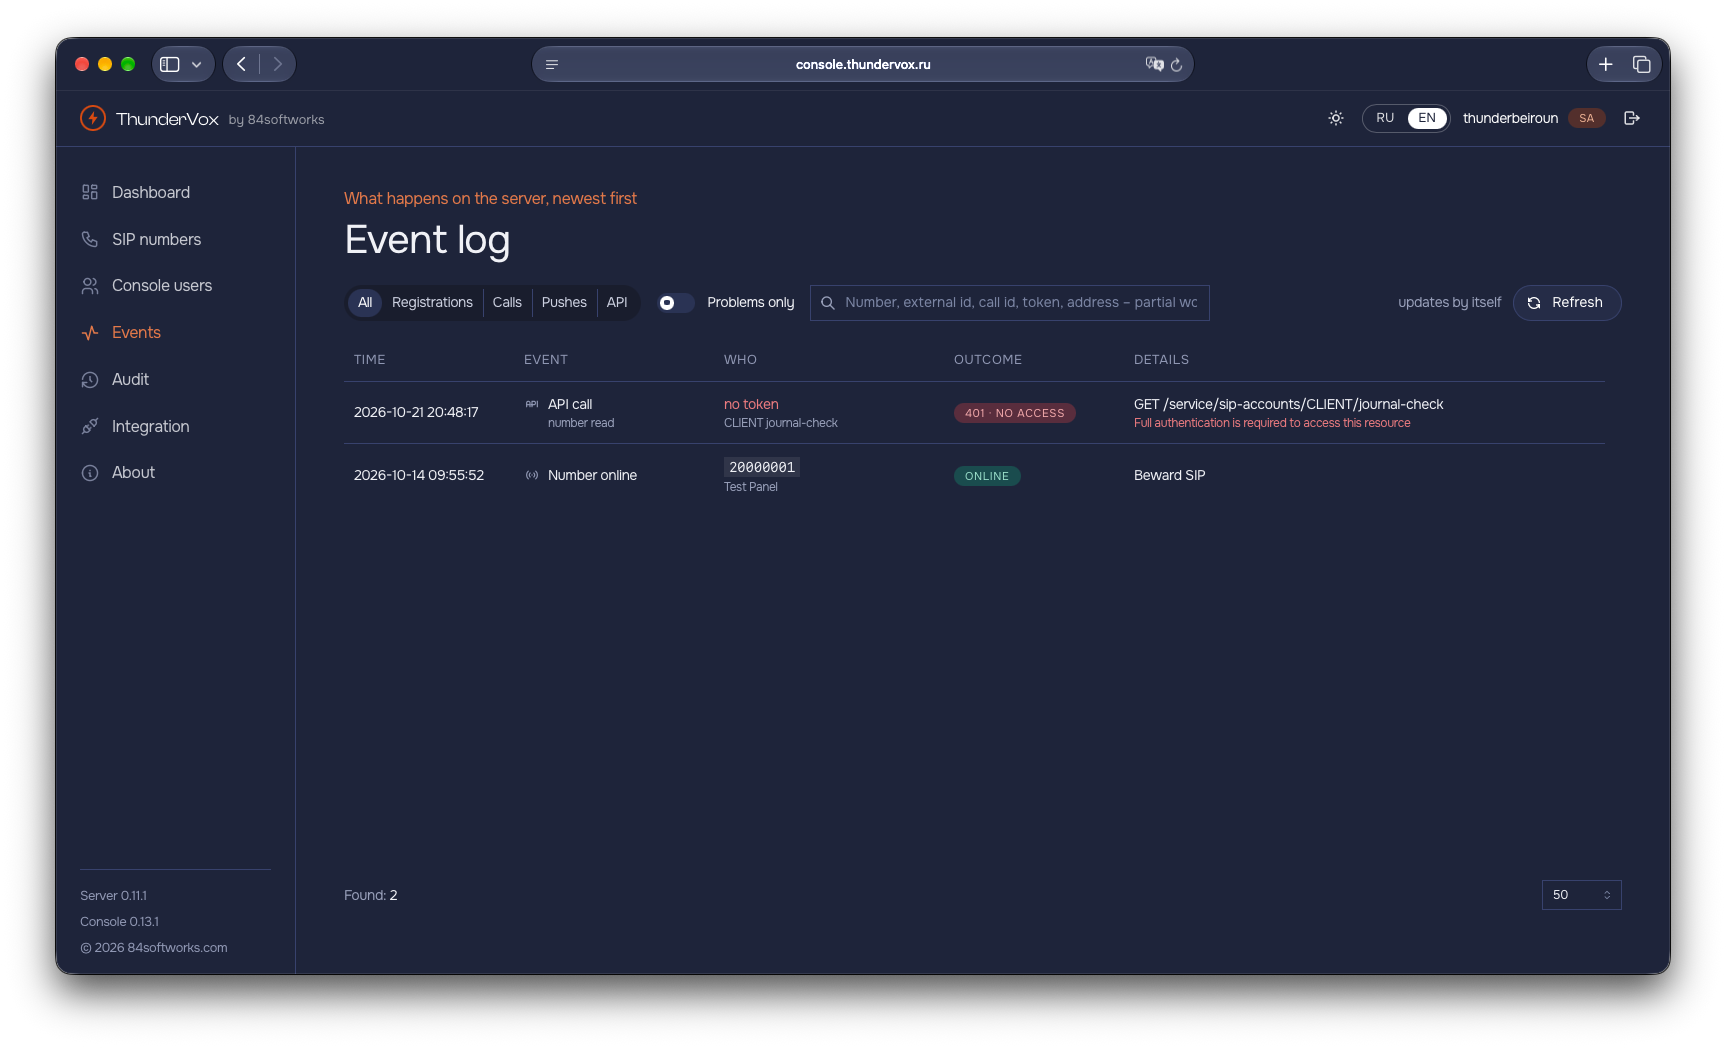 console.thundervox.ru
ThunderVox by 84softworks
RU EN thunderbeiroun SA
Dashboard
SIP numbers
Console users
Events
Audit
Integration
About
Server 0.11.1
Console 0.13.1
© 2026 84softworks.com
What happens on the server, newest first
Event log
All Registrations Calls Pushes API Problems only Number, external id, call id, token, address – partial wo updates by itself Refresh
TIME EVENT WHO OUTCOME DETAILS
2026-10-21 20:48:17 API API call no token 401 · NO ACCESS GET /service/sip-accounts/CLIENT/journal-check
number read CLIENT journal-check Full authentication is required to access this resource
2026-10-14 09:55:52 Number online 20000001 ONLINE Beward SIP
Test Panel
Found: 2 50